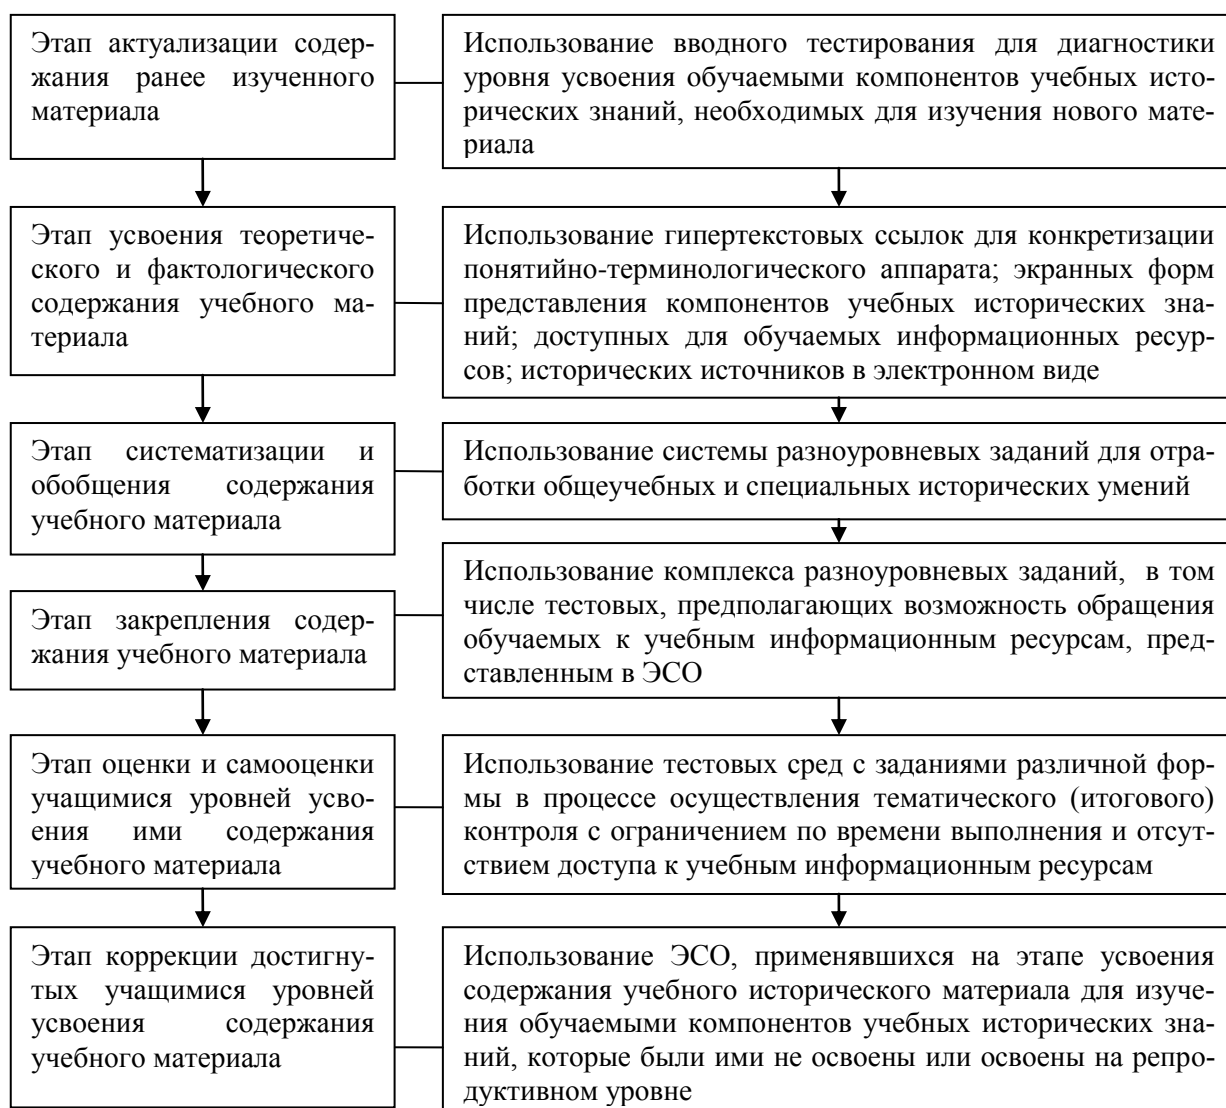 Этап актуализации содер-
жания ранее изученного
материала
Использование вводного тестирования для диагностики
уровня усвоения обучаемыми компонентов учебных исто-
рических знаний, необходимых для изучения нового мате-
риала
Этап усвоения теоретиче-
ского и фактологического
содержания учебного ма-
териала
Использование гипертекстовых ссылок для конкретизации
понятийно-терминологического аппарата; экранных форм
представления компонентов учебных исторических зна-
ний; доступных для обучаемых информационных ресур-
сов; исторических источников в электронном виде
Этап систематизации и
обобщения содержания
учебного материала
Использование системы разноуровневых заданий для отра-
ботки общеучебных и специальных исторических умений
Этап закрепления содер-
жания учебного материала
Использование комплекса разноуровневых заданий, в том
числе тестовых, предполагающих возможность обращения
обучаемых к учебным информационным ресурсам, пред-
ставленным в ЭСО
Этап оценки и самооценки
учащимися уровней усво-
ения ими содержания
учебного материала
Использование тестовых сред с заданиями различной фор-
мы в процессе осуществления тематического (итогового)
контроля с ограничением по времени выполнения и отсут-
ствием доступа к учебным информационным ресурсам
Этап коррекции достигну-
тых учащимися уровней
усвоения содержания
учебного материала
Использование ЭСО, применявшихся на этапе усвоения
содержания учебного исторического материала для изуче-
ния обучаемыми компонентов учебных исторических зна-
ний, которые были ими не освоены или освоены на репро-
дуктивном уровне